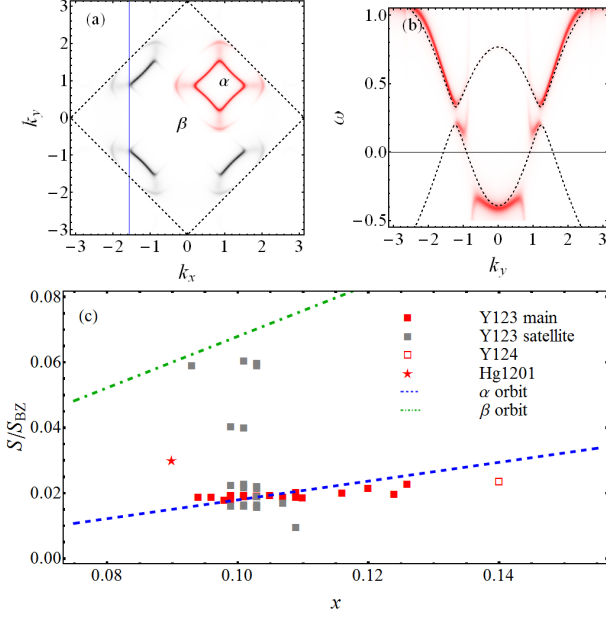 (a)
3
2
1
0
−1
−2
−3
−3 −2 −1 0 1 2 3
k_y
k_x
α
β
(b)
1.0
0.5
0.0
−0.5
−3 −2 −1 0 1 2 3
ω
k_y
(c)
0.08
0.06
0.04
0.02
0.00
0.08 0.10 0.12 0.14
S/S_BZ
x
Y123 main
Y123 satellite
Y124
Hg1201
α orbit
β orbit